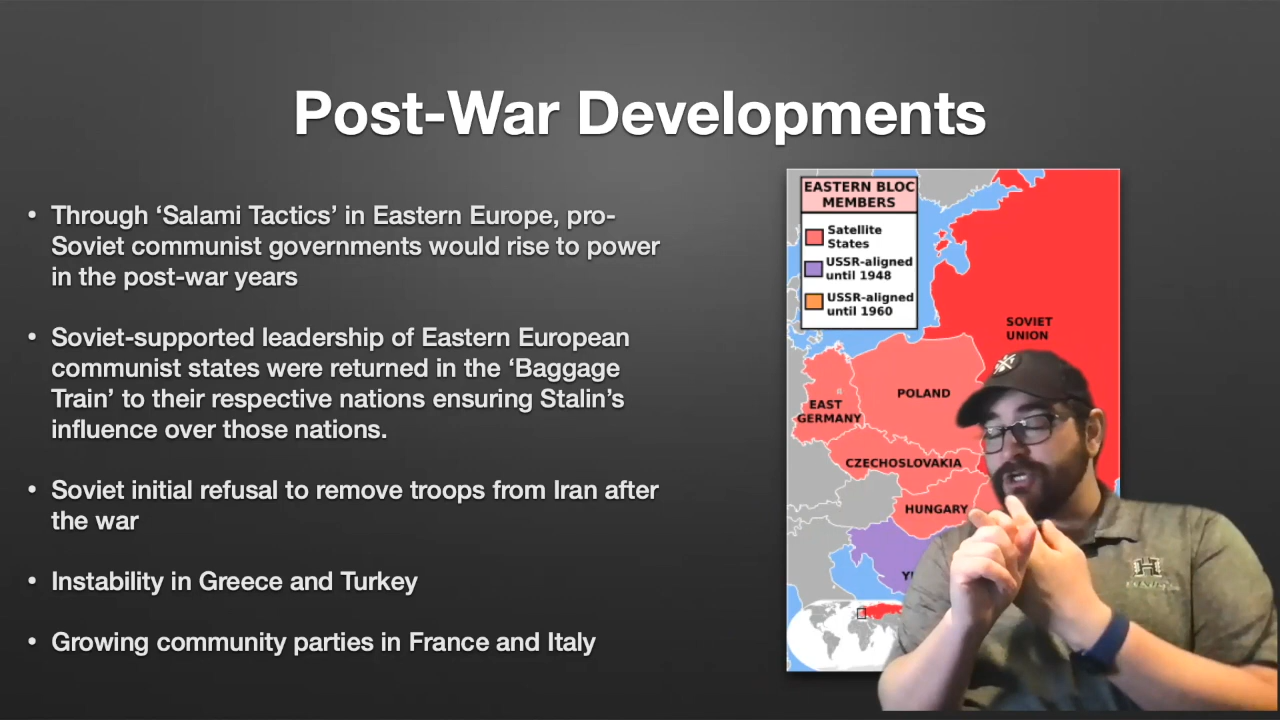 Post-War Developments
• Through ‘Salami Tactics’ in Eastern Europe, pro-
Soviet communist governments would rise to power
in the post-war years
• Soviet-supported leadership of Eastern European
communist states were returned in the ‘Baggage
Train’ to their respective nations ensuring Stalin’s
influence over those nations.
• Soviet initial refusal to remove troops from Iran after
the war
• Instability in Greece and Turkey
• Growing community parties in France and Italy
EASTERN BLOC
MEMBERS
Satellite
States
USSR-aligned
until 1948
USSR-aligned
until 1960
SOVIET
UNION
POLAND
EAST
GERMANY
CZECHOSLOVAKIA
HUNGARY
H